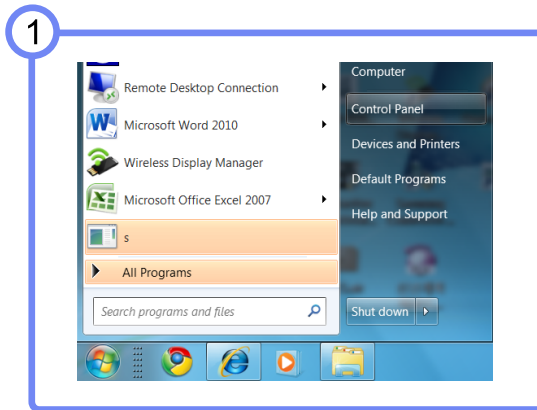 1
Remote Desktop Connection
Microsoft Word 2010
Wireless Display Manager
Microsoft Office Excel 2007
s
All Programs
Search programs and files
Computer
Control Panel
Devices and Printers
Default Programs
Help and Support
Shut down